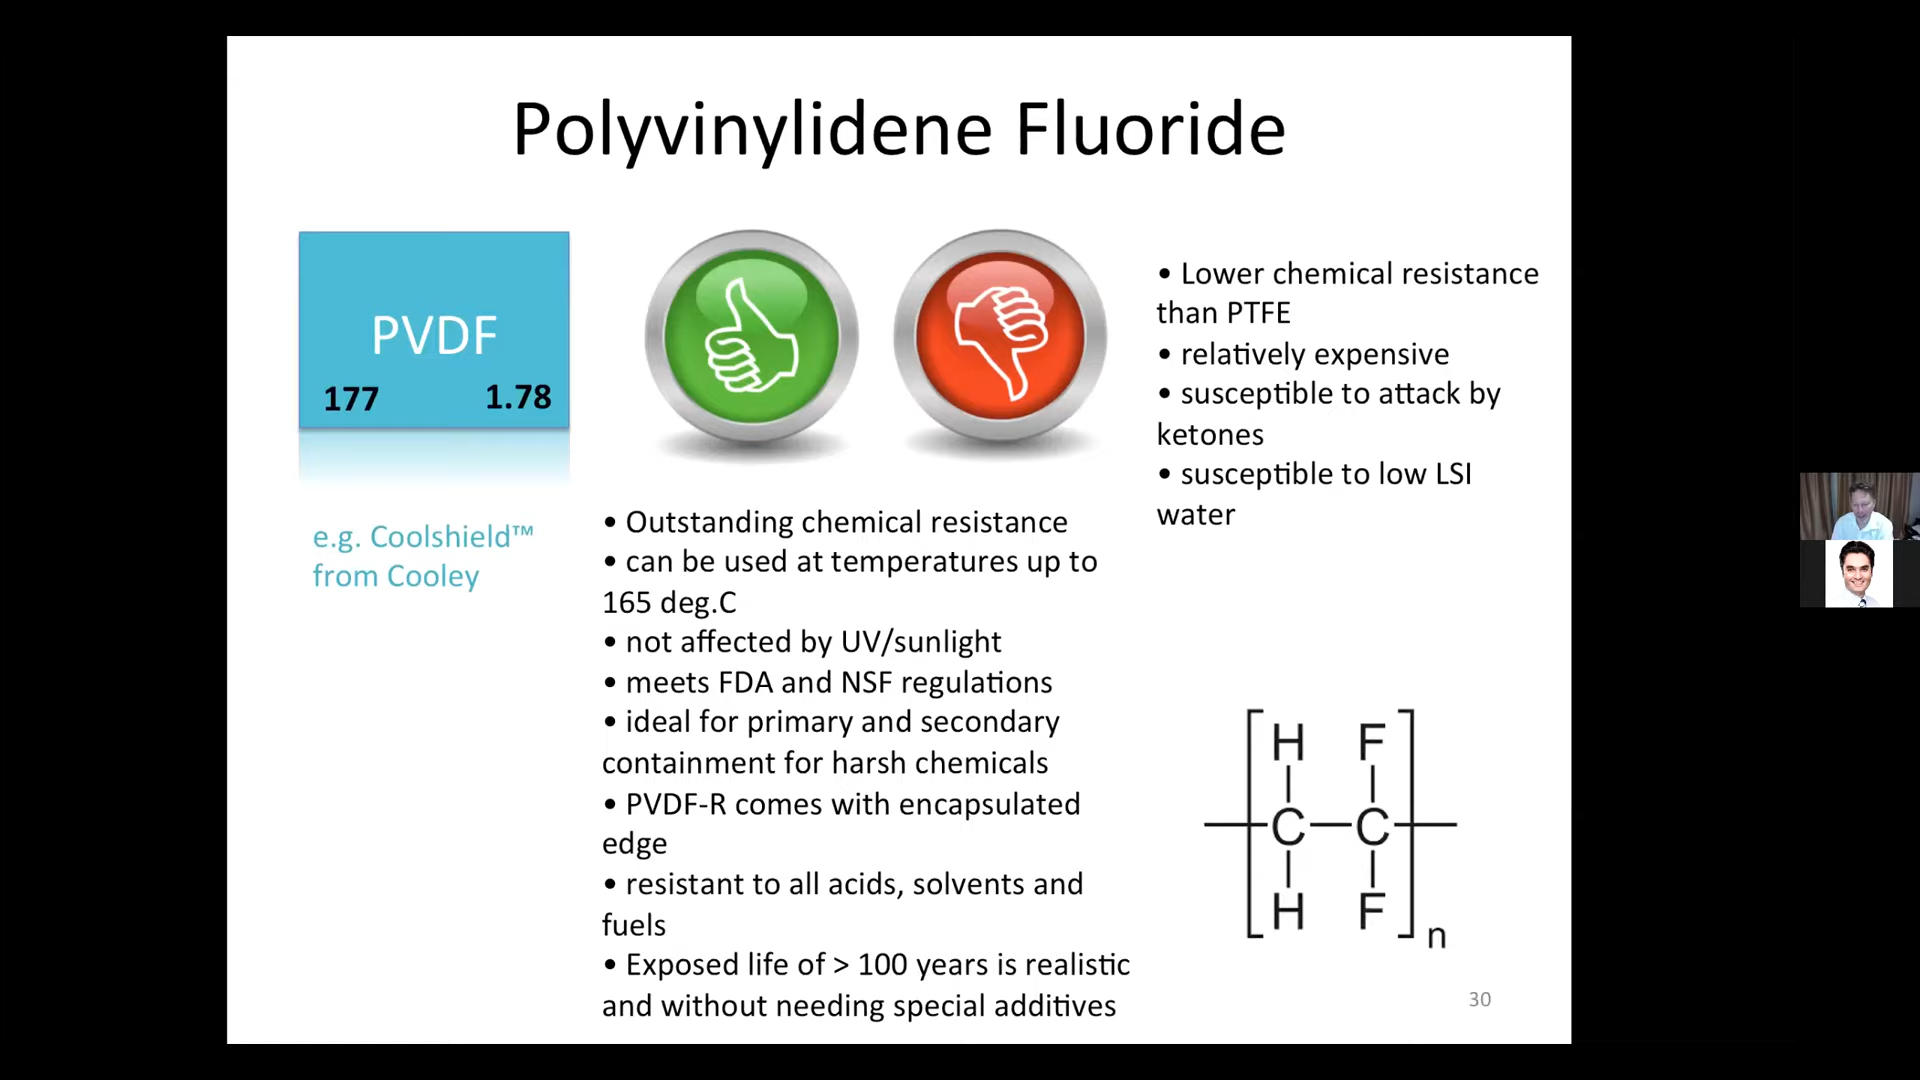 Polyvinylidene Fluoride
PVDF
177 1.78
e.g. Coolshield™
from Cooley
• Outstanding chemical resistance
• can be used at temperatures up to
165 deg.C
• not affected by UV/sunlight
• meets FDA and NSF regulations
• ideal for primary and secondary
containment for harsh chemicals
• PVDF-R comes with encapsulated
edge
• resistant to all acids, solvents and
fuels
• Exposed life of > 100 years is realistic
and without needing special additives
• Lower chemical resistance
than PTFE
• relatively expensive
• susceptible to attack by
ketones
• susceptible to low LSI
water
H F
C C
H F
n
30